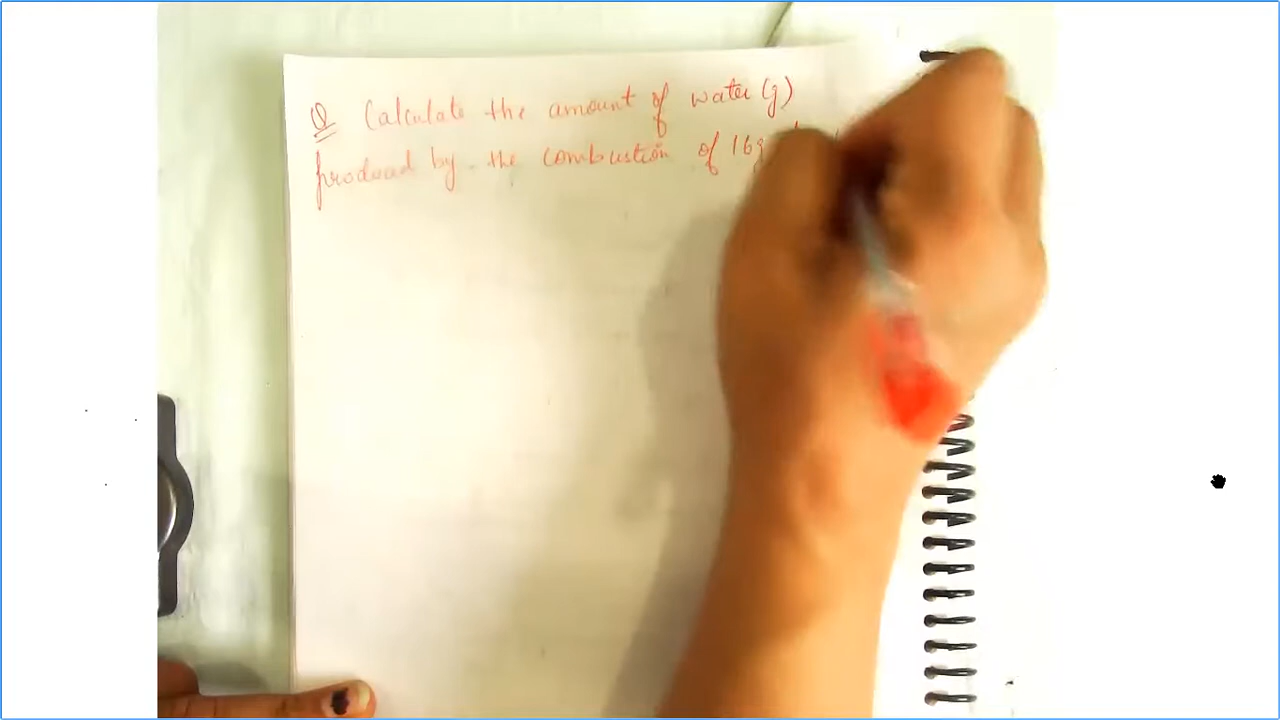 Q Calculate the amount of water (g)
produced by the combustion of 16g